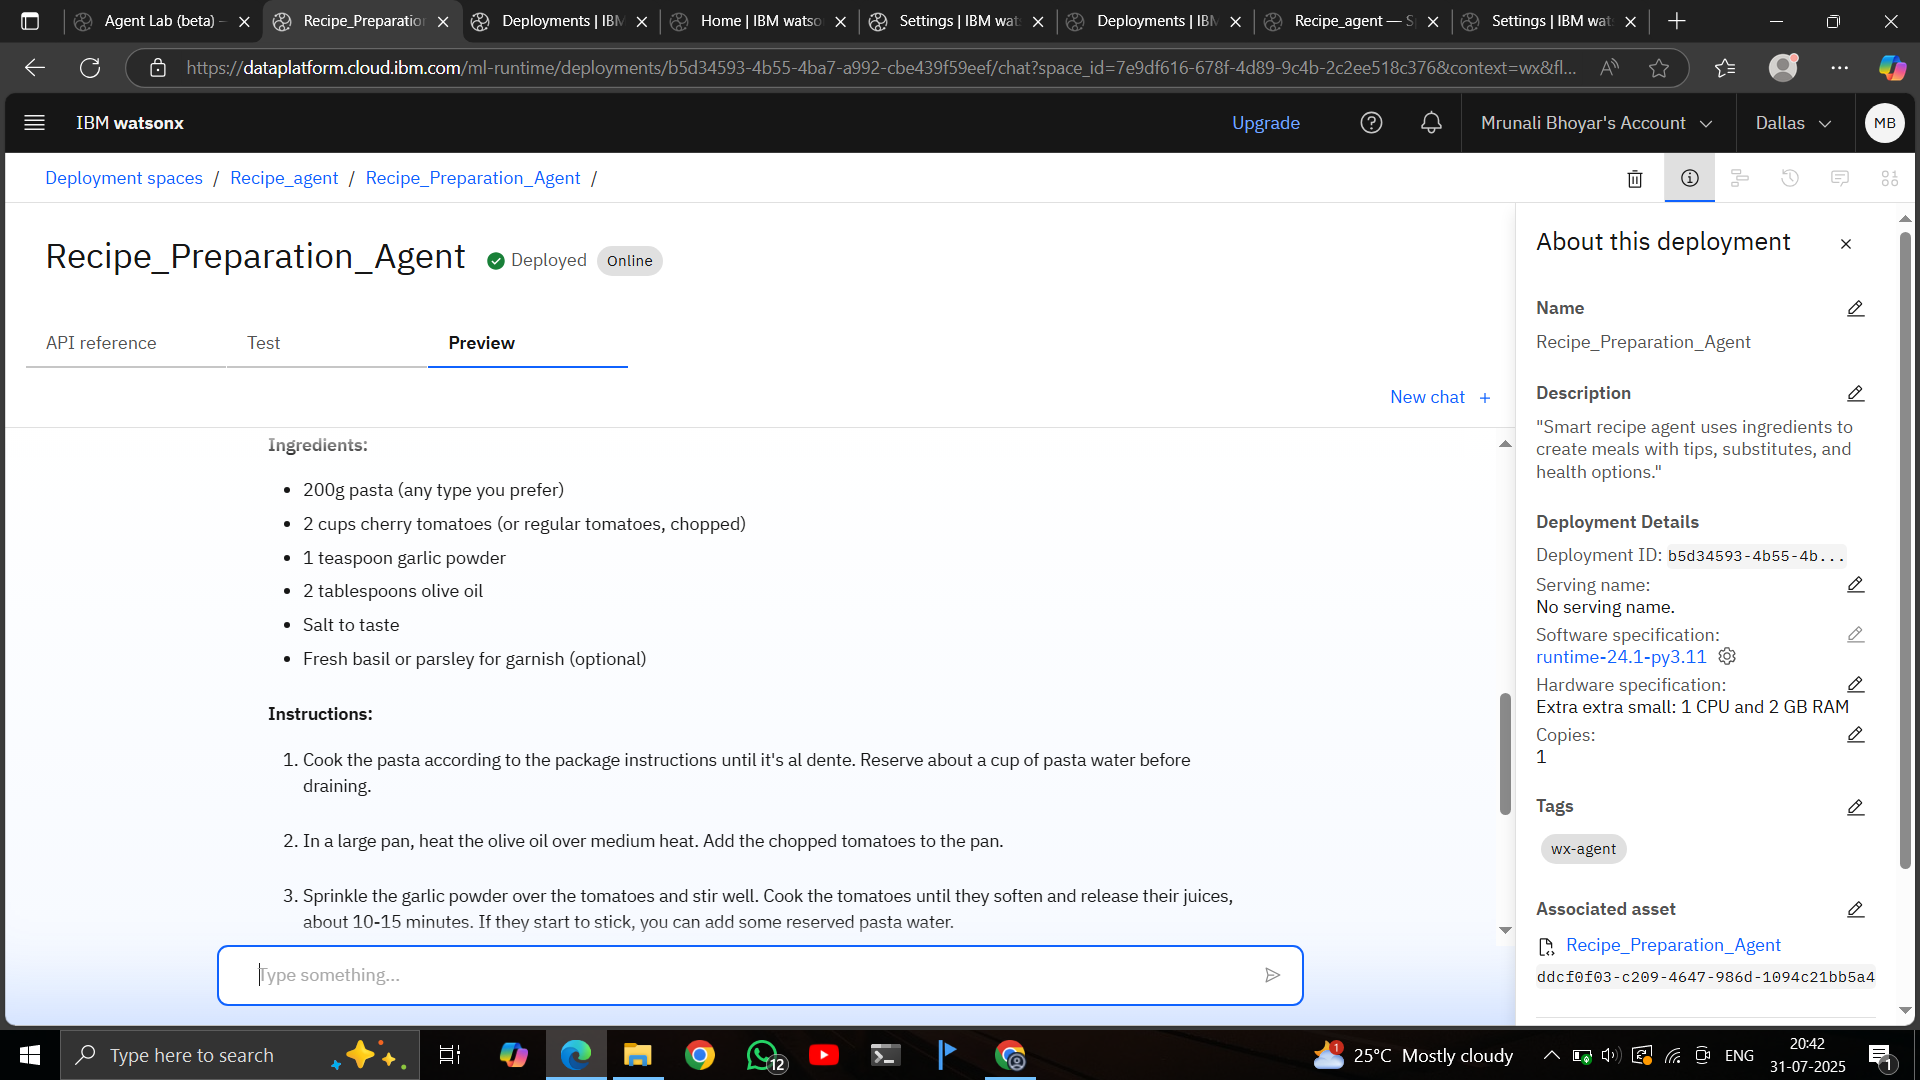 Agent Lab (beta) -
Recipe_Preparatio
Deployments | IBM
Home | IBM watso
Settings | IBM wat
Deployments | IBM
Recipe_agent — S
Settings | IBM wat
https://dataplatform.cloud.ibm.com/ml-runtime/deployments/b5d34593-4b55-4ba7-a992-cbe439f59eef/chat?space_id=7e9df616-678f-4d89-9c4b-2c2ee518c376&context=wx&fl...
IBM watsonx
Upgrade
Mrunali Bhoyar's Account
Dallas
MB
Deployment spaces / Recipe_agent / Recipe_Preparation_Agent /
Recipe_Preparation_Agent
Deployed
Online
API reference
Test
Preview
New chat +
Ingredients:
• 200g pasta (any type you prefer)
• 2 cups cherry tomatoes (or regular tomatoes, chopped)
• 1 teaspoon garlic powder
• 2 tablespoons olive oil
• Salt to taste
• Fresh basil or parsley for garnish (optional)
Instructions:
1. Cook the pasta according to the package instructions until it's al dente. Reserve about a cup of pasta water before
draining.
2. In a large pan, heat the olive oil over medium heat. Add the chopped tomatoes to the pan.
3. Sprinkle the garlic powder over the tomatoes and stir well. Cook the tomatoes until they soften and release their juices,
about 10-15 minutes. If they start to stick, you can add some reserved pasta water.
Type something...
About this deployment
Name
Recipe_Preparation_Agent
Description
"Smart recipe agent uses ingredients to
create meals with tips, substitutes, and
health options."
Deployment Details
Deployment ID: b5d34593-4b55-4b...
Serving name:
No serving name.
Software specification:
runtime-24.1-py3.11
Hardware specification:
Extra extra small: 1 CPU and 2 GB RAM
Copies:
1
Tags
wx-agent
Associated asset
Recipe_Preparation_Agent
ddcf0f03-c209-4647-986d-1094c21bb5a4
Type here to search
12
1
25°C Mostly cloudy
ENG
20:42
31-07-2025
1